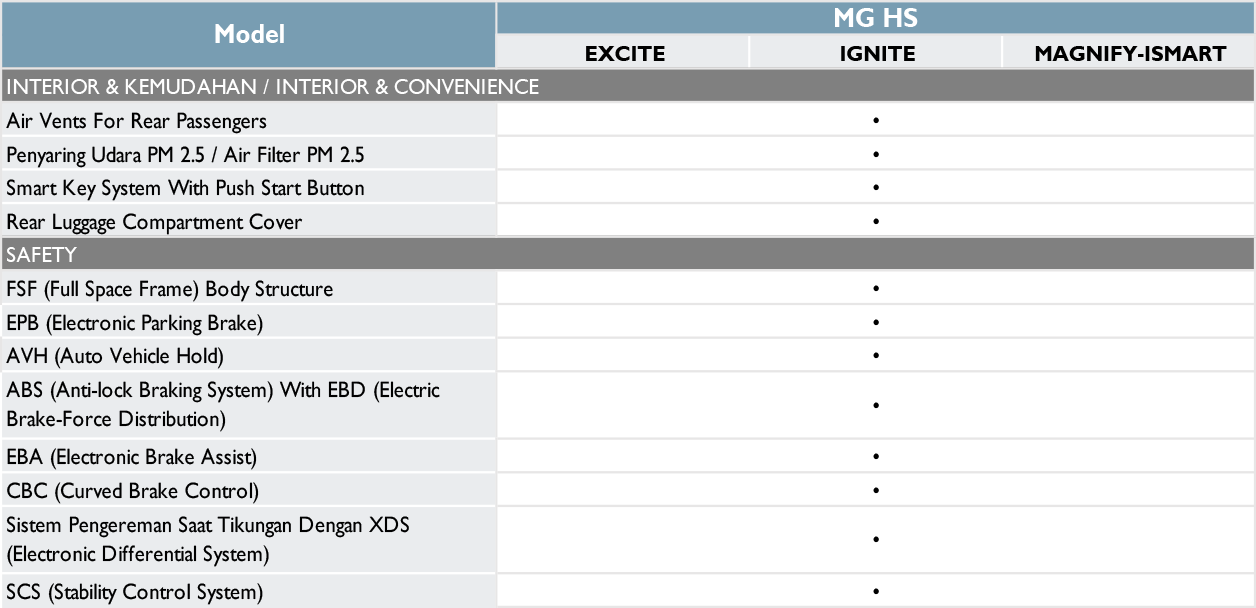 Model
MG HS
EXCITE
IGNITE
MAGNIFY-ISMART
INTERIOR & KEMUDAHAN / INTERIOR & CONVENIENCE
Air Vents For Rear Passengers •
Penyaring Udara PM 2.5 / Air Filter PM 2.5 •
Smart Key System With Push Start Button •
Rear Luggage Compartment Cover •
SAFETY
FSF (Full Space Frame) Body Structure •
EPB (Electronic Parking Brake) •
AVH (Auto Vehicle Hold) •
ABS (Anti-lock Braking System) With EBD (Electric
Brake-Force Distribution) •
EBA (Electronic Brake Assist) •
CBC (Curved Brake Control) •
Sistem Pengereman Saat Tikungan Dengan XDS
(Electronic Differential System) •
SCS (Stability Control System) •